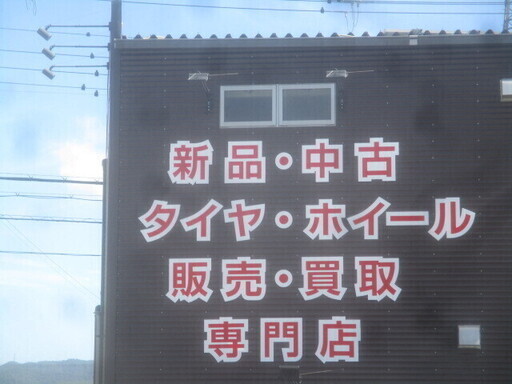 新品・中古
タイヤ・ホイール
販売・買取
専門店